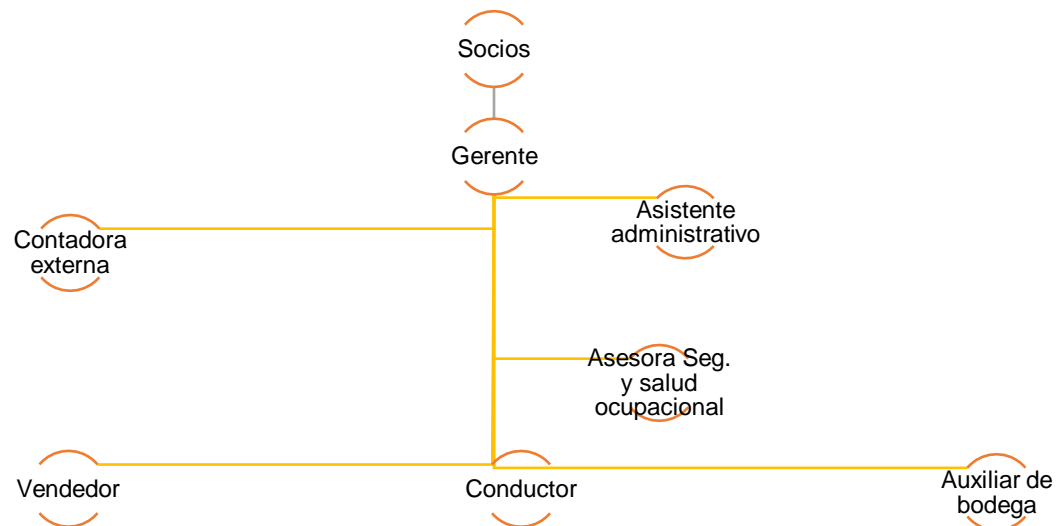 Socios
Gerente
Asistente
administrativo
Contadora
externa
Asesora Seg.
y salud
ocupacional
Vendedor
Conductor
Auxiliar de
bodega